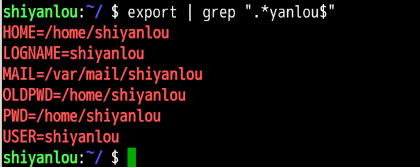 shiyanlou:~/ $ export | grep ".*yanlou$"
HOME=/home/shiyanlou
LOGNAME=shiyanlou
MAIL=/var/mail/shiyanlou
OLDPWD=/home/shiyanlou
PWD=/home/shiyanlou
USER=shiyanlou
shiyanlou:~/ $